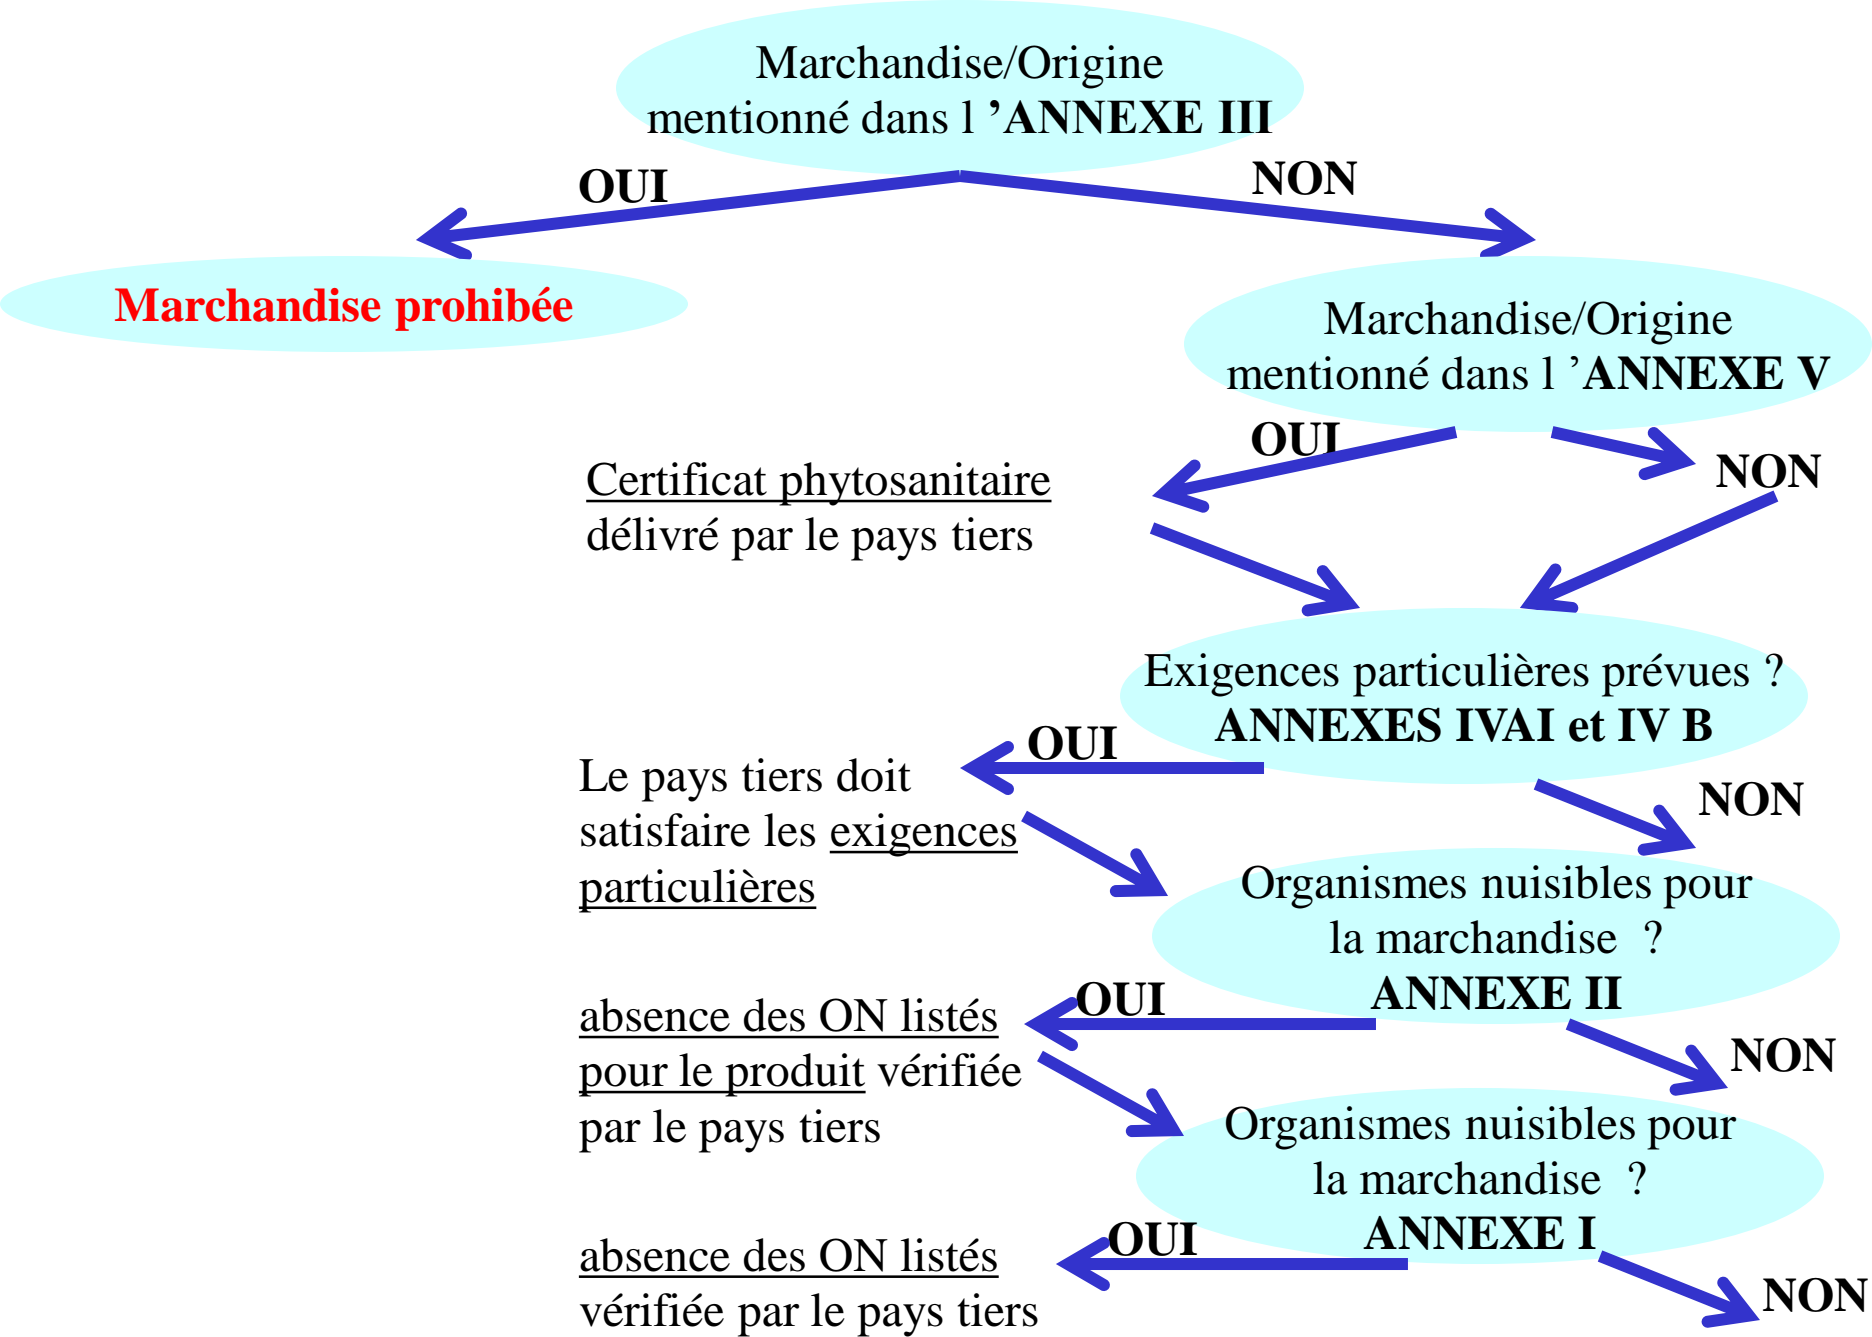 Marchandise/Origine
mentionné dans l ’ANNEXE III
OUI
NON
Marchandise prohibée
Marchandise/Origine
mentionné dans l ’ANNEXE V
OUI
NON
Certificat phytosanitaire
délivré par le pays tiers
Exigences particulières prévues ?
ANNEXES IVAI et IV B
OUI
NON
Le pays tiers doit
satisfaire les exigences
particulières
Organismes nuisibles pour
la marchandise ?
ANNEXE II
OUI
NON
absence des ON listés
pour le produit vérifiée
par le pays tiers
Organismes nuisibles pour
la marchandise ?
ANNEXE I
OUI
NON
absence des ON listés
vérifiée par le pays tiers